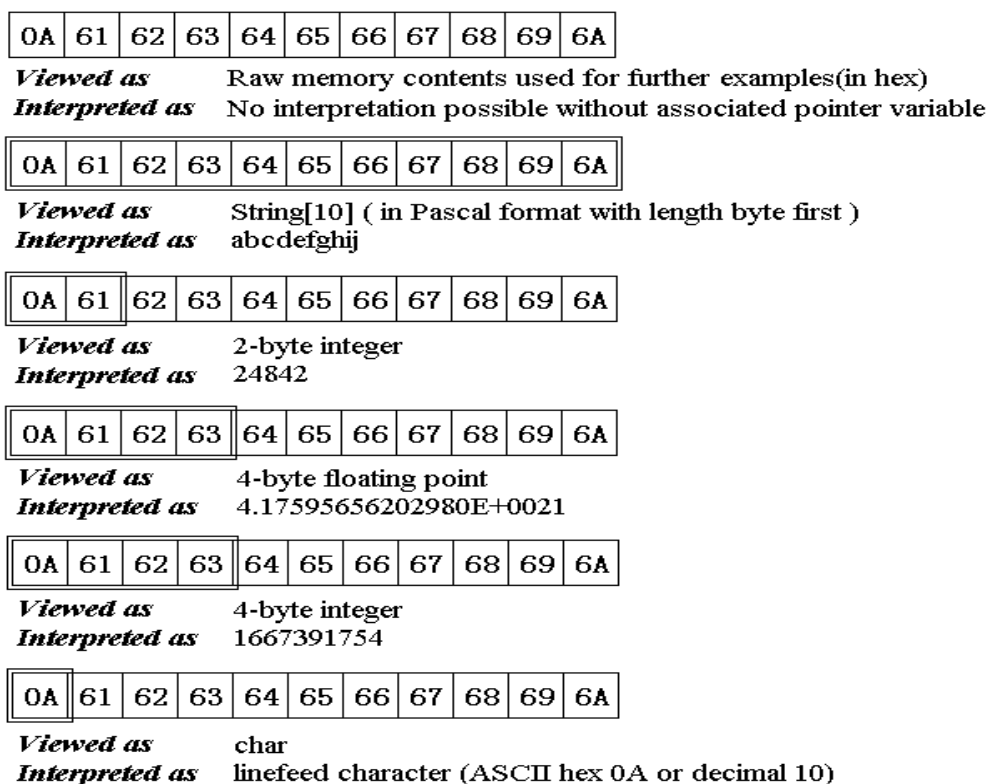 0A 61 62 63 64 65 66 67 68 69 6A
Viewed as Raw memory contents used for further examples(in hex)
Interpreted as No interpretation possible without associated pointer variable
0A 61 62 63 64 65 66 67 68 69 6A
Viewed as String[10] ( in Pascal format with length byte first )
Interpreted as abcdefghij
0A 61 62 63 64 65 66 67 68 69 6A
Viewed as 2-byte integer
Interpreted as 24842
0A 61 62 63 64 65 66 67 68 69 6A
Viewed as 4-byte floating point
Interpreted as 4.17595656202980E+0021
0A 61 62 63 64 65 66 67 68 69 6A
Viewed as 4-byte integer
Interpreted as 1667391754
0A 61 62 63 64 65 66 67 68 69 6A
Viewed as char
Interpreted as linefeed character (ASCII hex 0A or decimal 10)